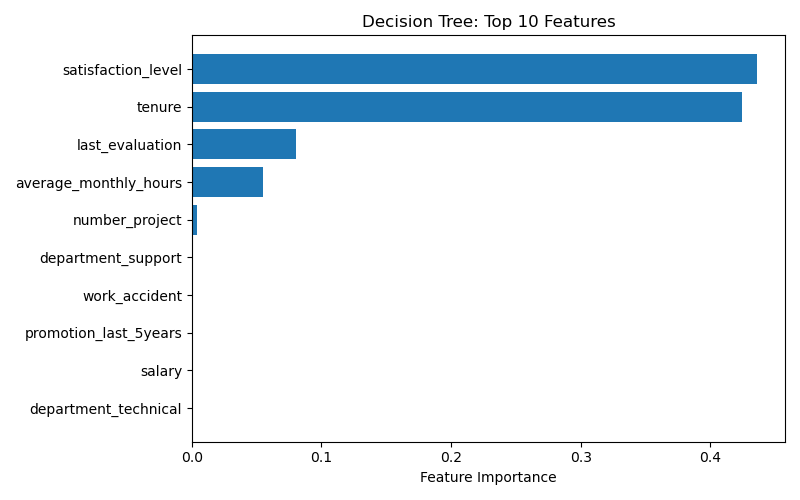 Decision Tree: Top 10 Features
satisfaction_level
tenure
last_evaluation
average_monthly_hours
number_project
department_support
work_accident
promotion_last_5years
salary
department_technical
0.0 0.1 0.2 0.3 0.4
Feature Importance